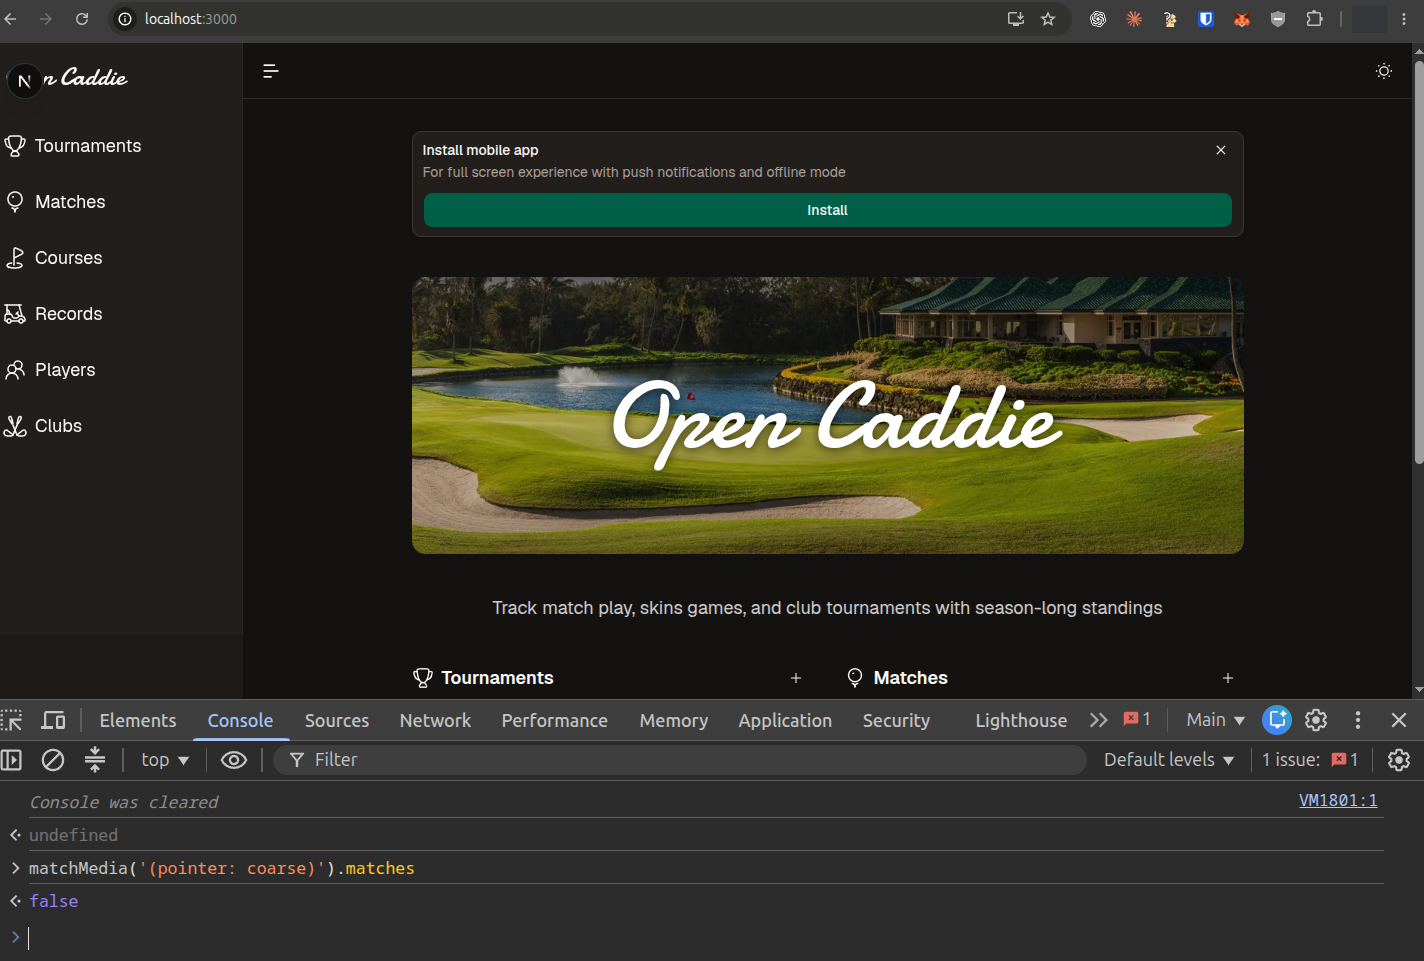 localhost:3000
N
n Caddie
Tournaments
Matches
Courses
Records
Players
Clubs
Install mobile app
For full screen experience with push notifications and offline mode
Install
Open Caddie
Track match play, skins games, and club tournaments with season-long standings
Tournaments
Matches
Elements Console Sources Network Performance Memory Application Security Lighthouse 1 Main
top Filter Default levels 1 issue: 1
Console was cleared VM1801:1
undefined
matchMedia('(pointer: coarse)').matches
false